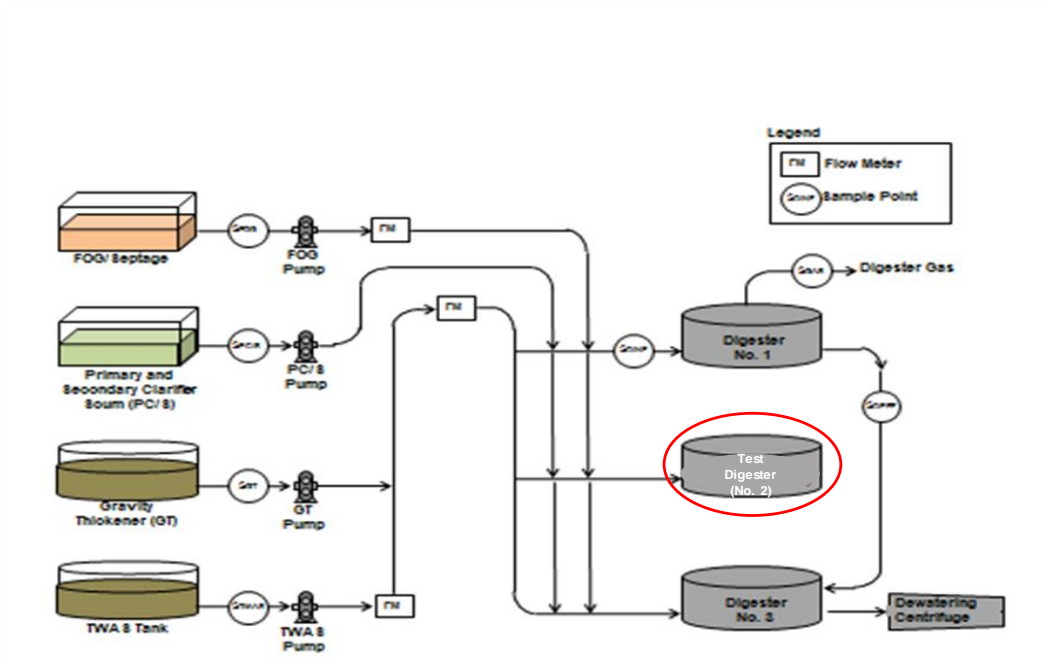 Legend
FM
Flow Meter
Sample Point
FOG/Septage
FOG
Pump
FM
Digester Gas
FM
Primary and
Secondary Clarifier
Scum (PC/S)
PC/S
Pump
Digester
No. 1
Test
Digester
(No. 2)
Gravity
Thickener (GT)
GT
Pump
TWAS Tank
TWAS
Pump
FM
Digester
No. 3
Dewatering
Centrifuge